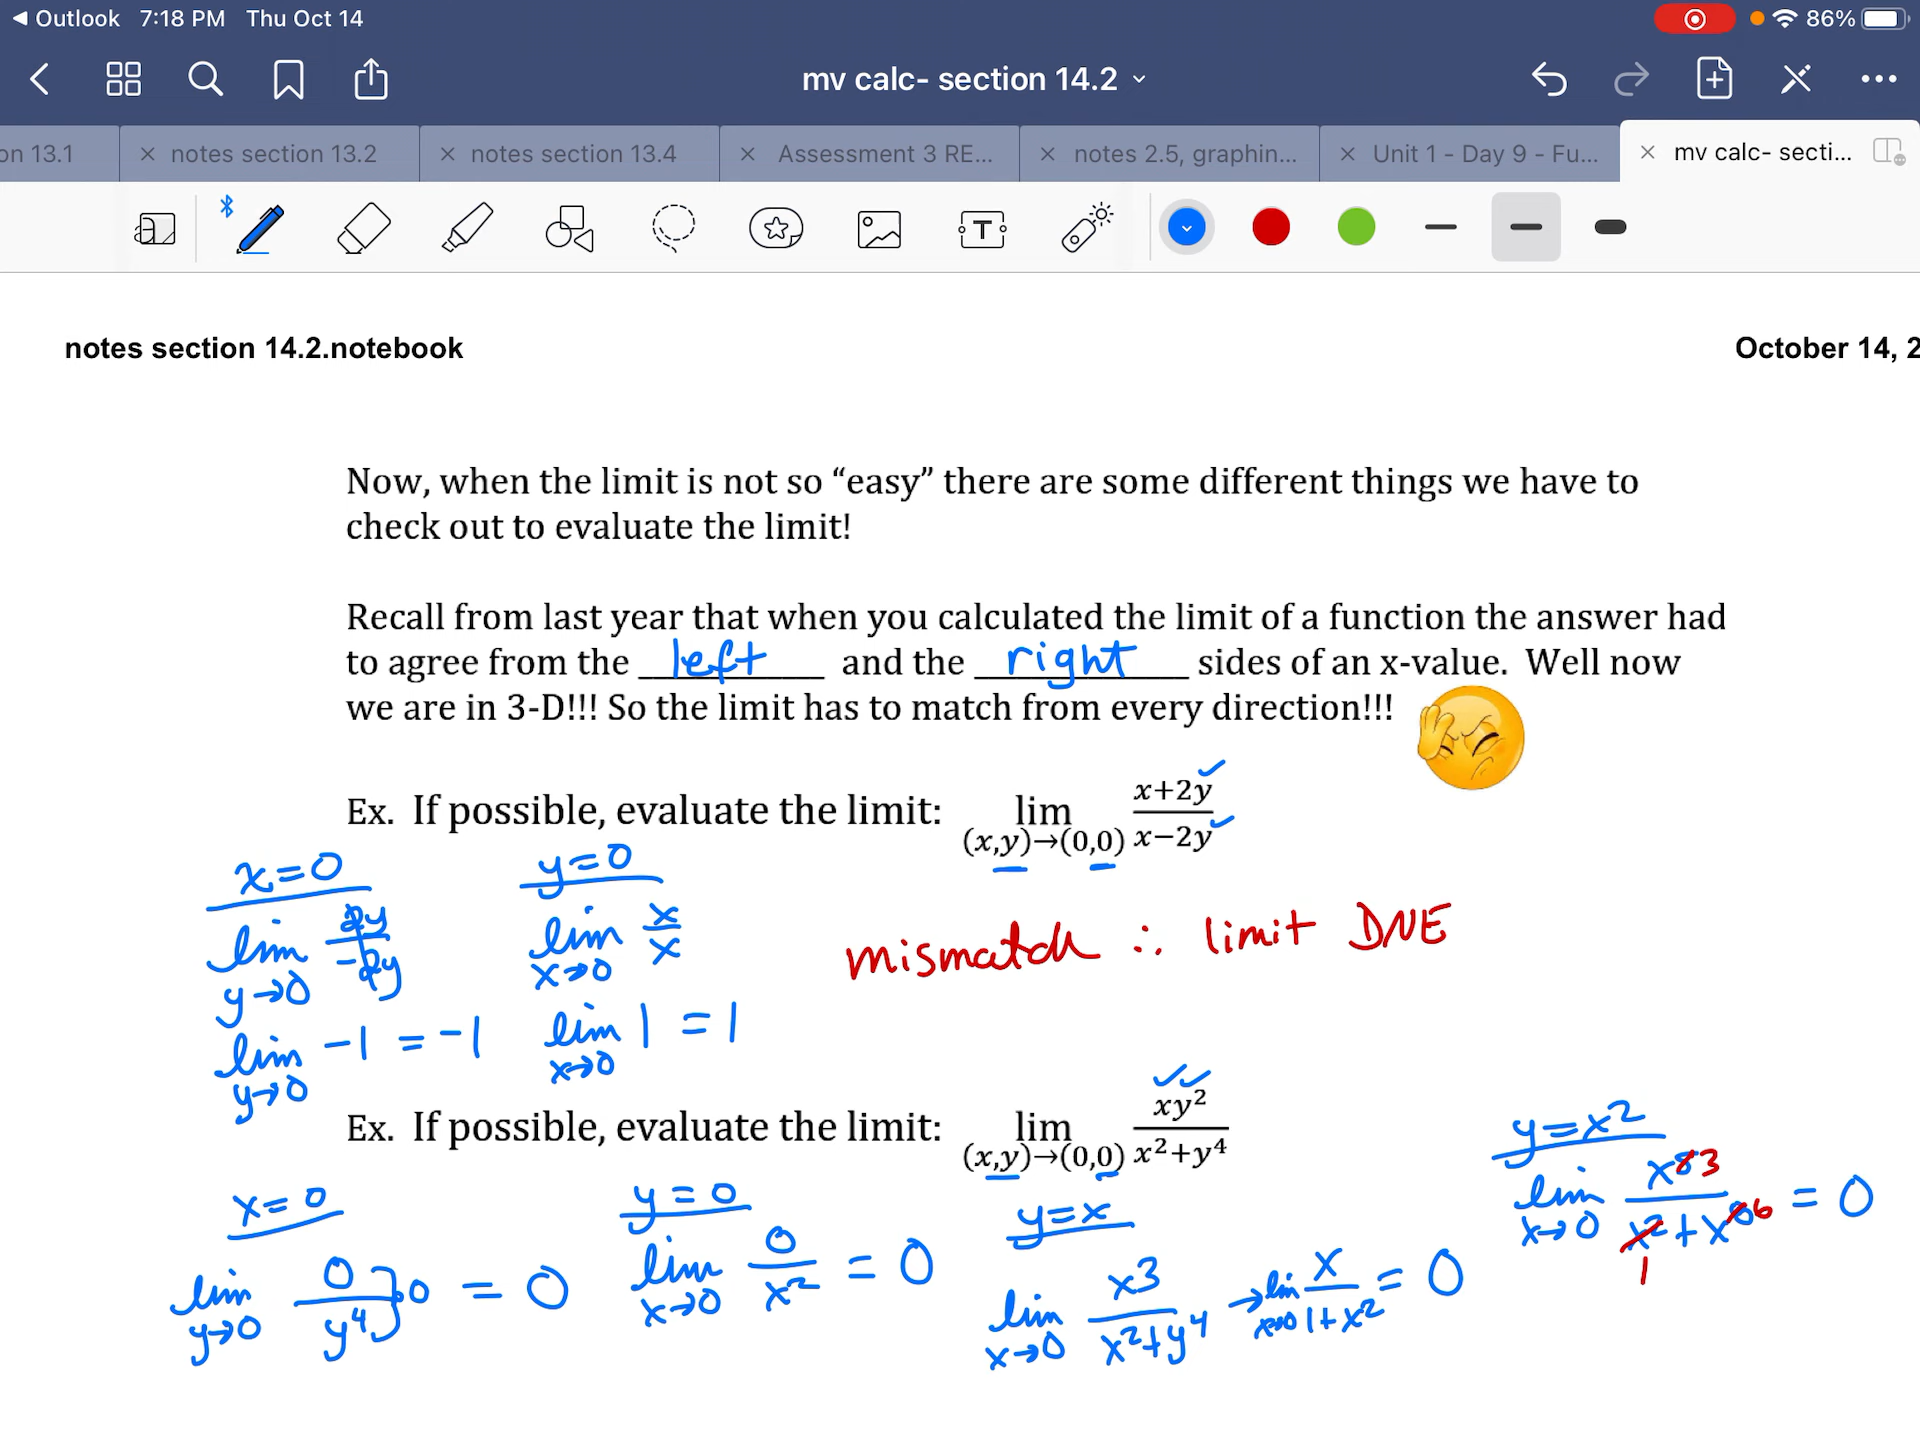 Outlook 7:18 PM Thu Oct 14 86%
mv calc- section 14.2
on 13.1 × notes section 13.2 × notes section 13.4 × Assessment 3 RE... × notes 2.5, graphin... × Unit 1 - Day 9 - Fu... × mv calc- secti...
notes section 14.2.notebook October 14, 2
Now, when the limit is not so “easy” there are some different things we have to
check out to evaluate the limit!
Recall from last year that when you calculated the limit of a function the answer had
to agree from the left and the right sides of an x-value. Well now
we are in 3-D!!! So the limit has to match from every direction!!!
Ex. If possible, evaluate the limit: lim (x,y)→(0,0) x+2y / x−2y
x=0
lim y→0 2y / -2y
lim y→0 -1 = -1
y=0
lim x→0 x / x
lim x→0 1 = 1
mismatch ∴ limit DNE
Ex. If possible, evaluate the limit: lim (x,y)→(0,0) xy² / x²+y⁴
x=0
lim y→0 0 / y⁴ }0 = 0
y=0
lim x→0 0 / x² = 0
y=x
lim x→0 x³ / x²+y⁴ → lim x→0 x / 1+x² = 0
y=x²
lim x→0 x⁵ 3 / x²+x⁸ 6 = 0
1